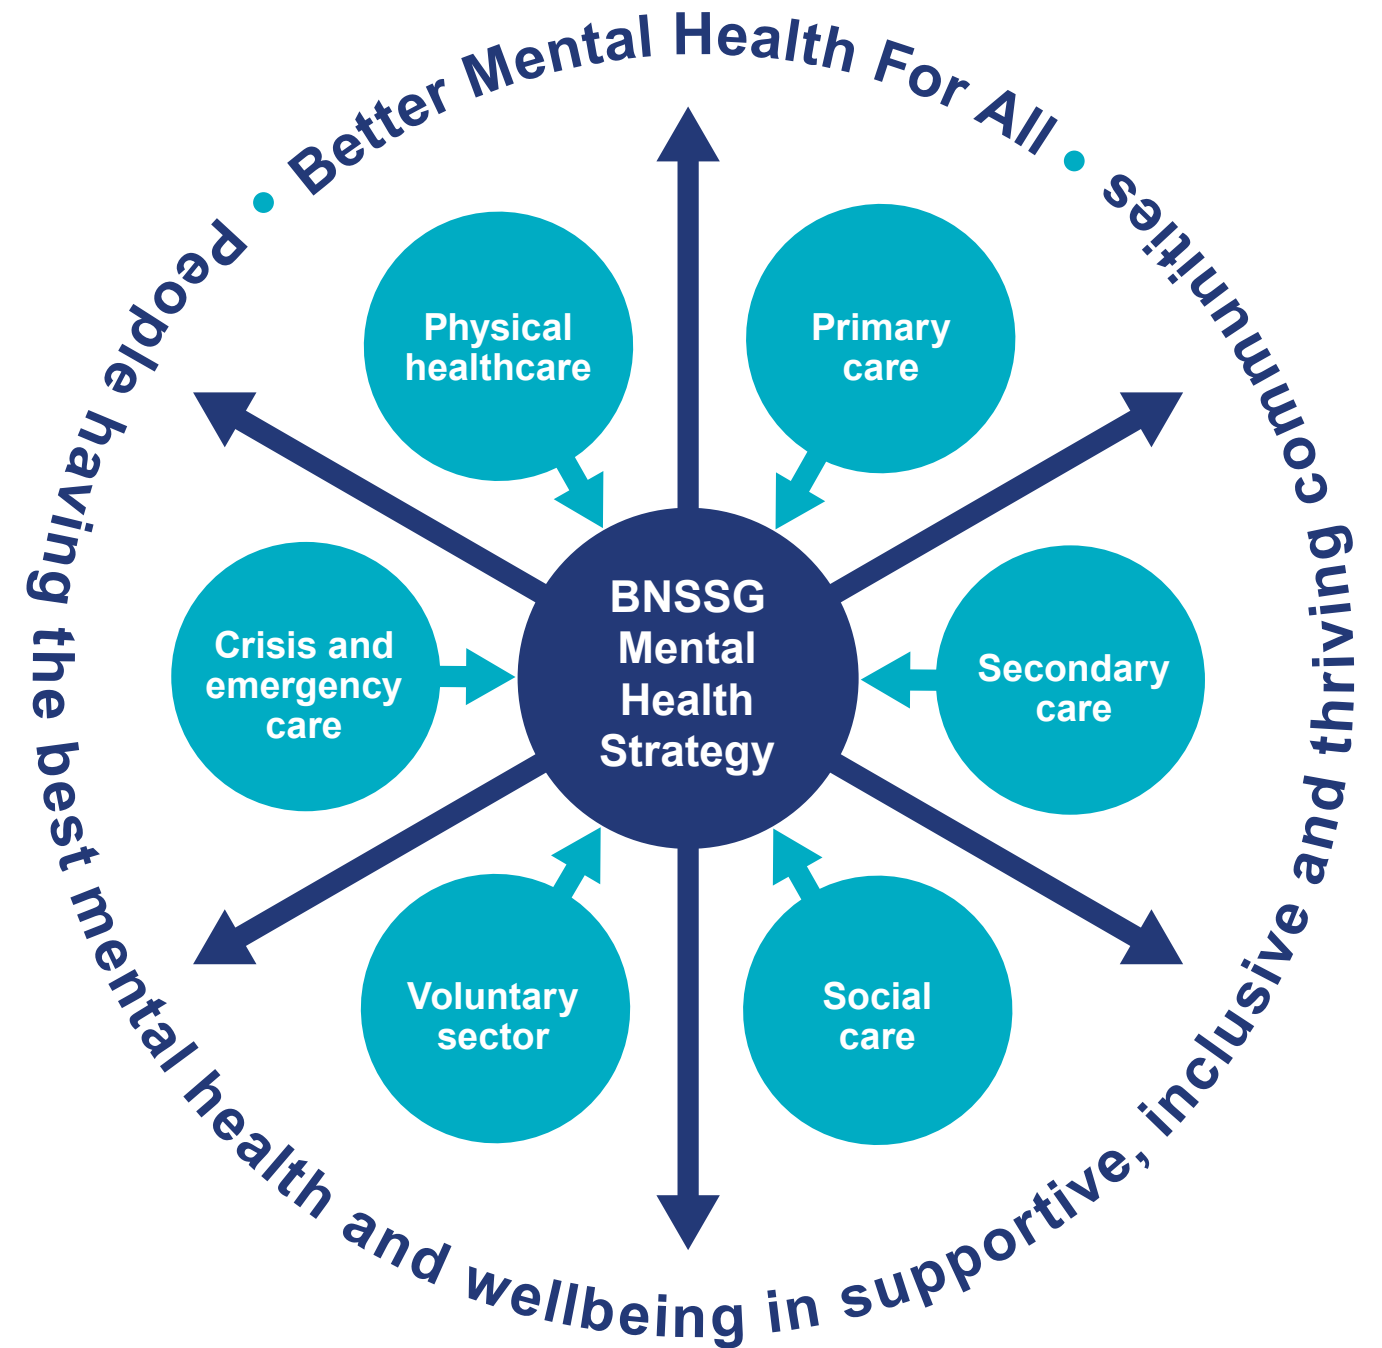 Better Mental Health For All
People having the best mental health and wellbeing in supportive, inclusive and thriving communities
Physical
healthcare
Primary
care
Crisis and
emergency
care
BNSSG
Mental
Health
Strategy
Secondary
care
Voluntary
sector
Social
care